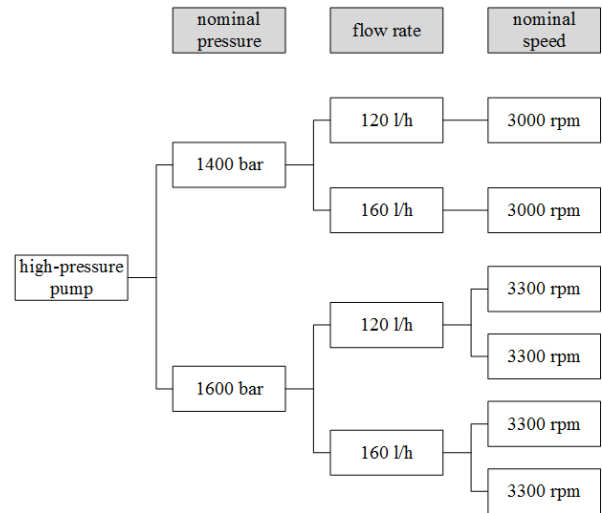 nominal
pressure
flow rate
nominal
speed
120 l/h
3000 rpm
1400 bar
160 l/h
3000 rpm
high-pressure
pump
3300 rpm
120 l/h
3300 rpm
1600 bar
3300 rpm
160 l/h
3300 rpm